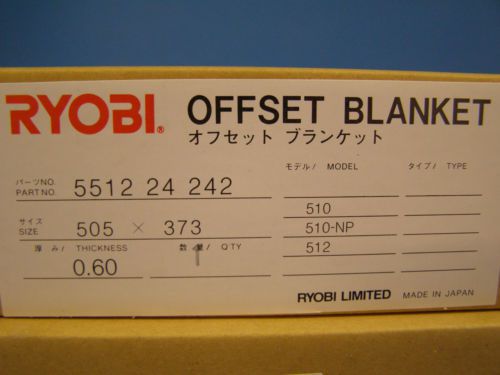 RYOBI® OFFSET BLANKET
オフセット ブランケット
パーツNO. PART NO. 5512 24 242
サイズ SIZE 505 × 373
厚み/ THICKNESS 0.60
数量/ Q'TY 1
モデル/ MODEL タイプ/ TYPE
510
510-NP
512
RYOBI LIMITED MADE IN JAPAN